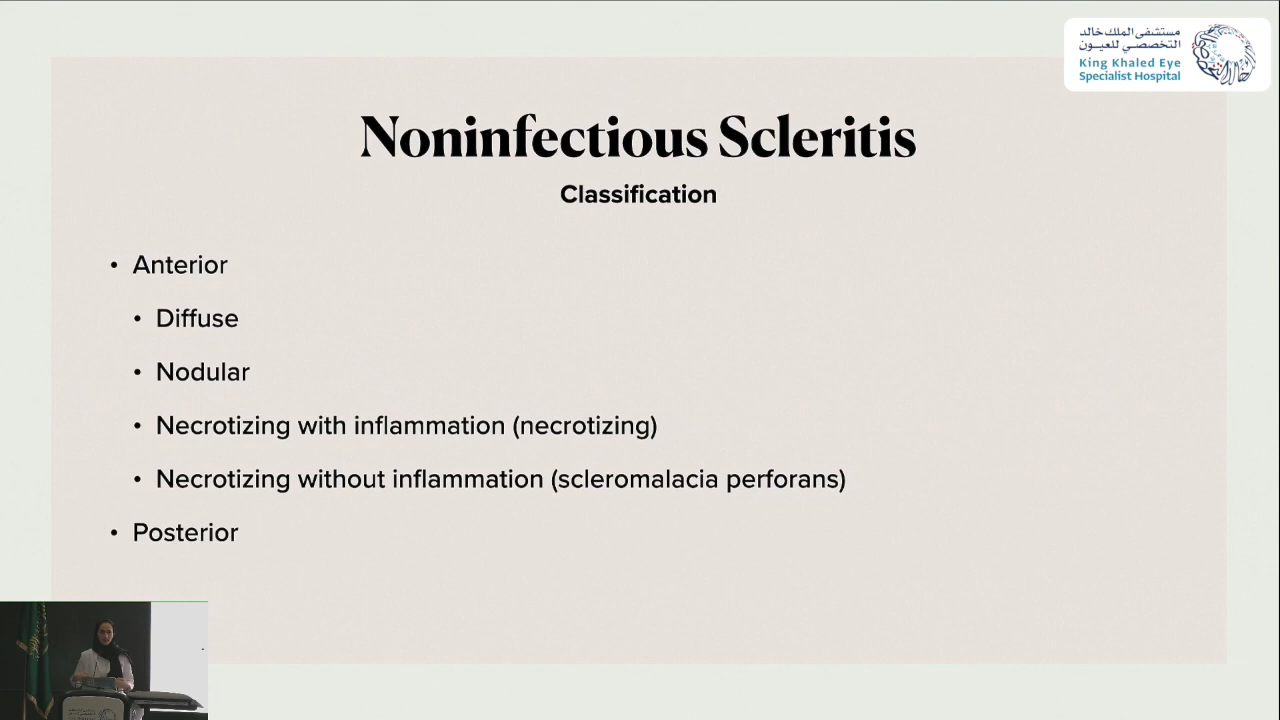 مستشفى الملك خالد
التخصصي للعيون
King Khaled Eye
Specialist Hospital
Noninfectious Scleritis
Classification
• Anterior
• Diffuse
• Nodular
• Necrotizing with inflammation (necrotizing)
• Necrotizing without inflammation (scleromalacia perforans)
• Posterior